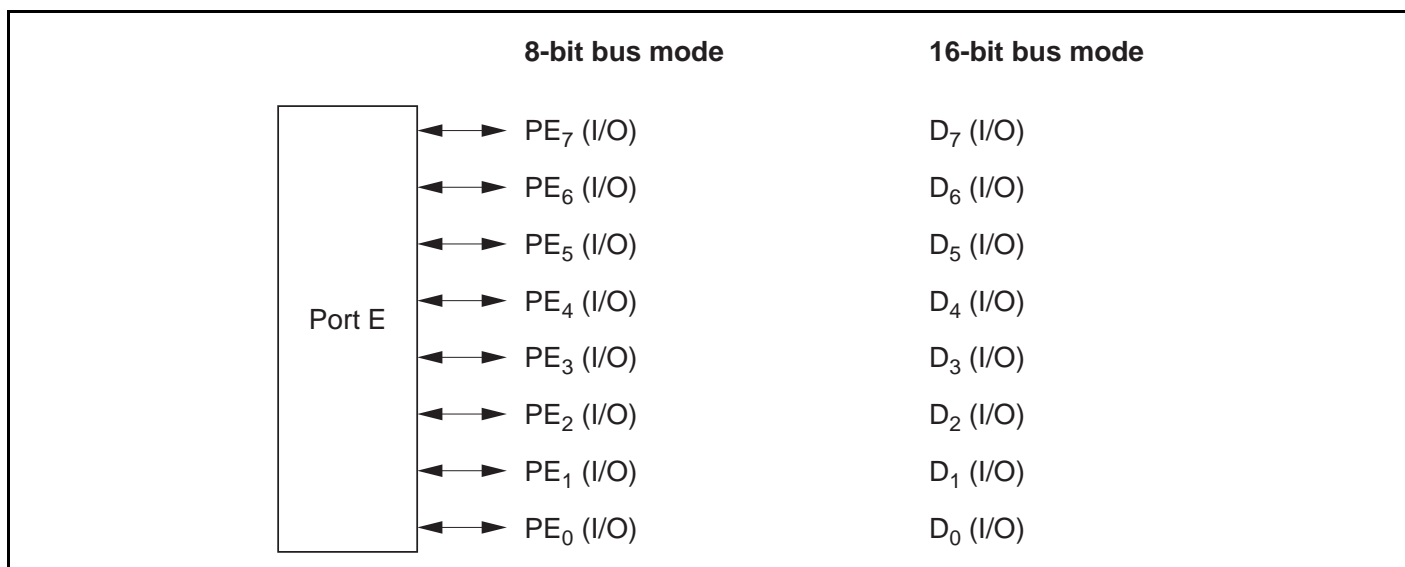 8-bit bus mode 16-bit bus mode
PE₇ (I/O) D₇ (I/O)
PE₆ (I/O) D₆ (I/O)
PE₅ (I/O) D₅ (I/O)
PE₄ (I/O) D₄ (I/O)
Port E
PE₃ (I/O) D₃ (I/O)
PE₂ (I/O) D₂ (I/O)
PE₁ (I/O) D₁ (I/O)
PE₀ (I/O) D₀ (I/O)